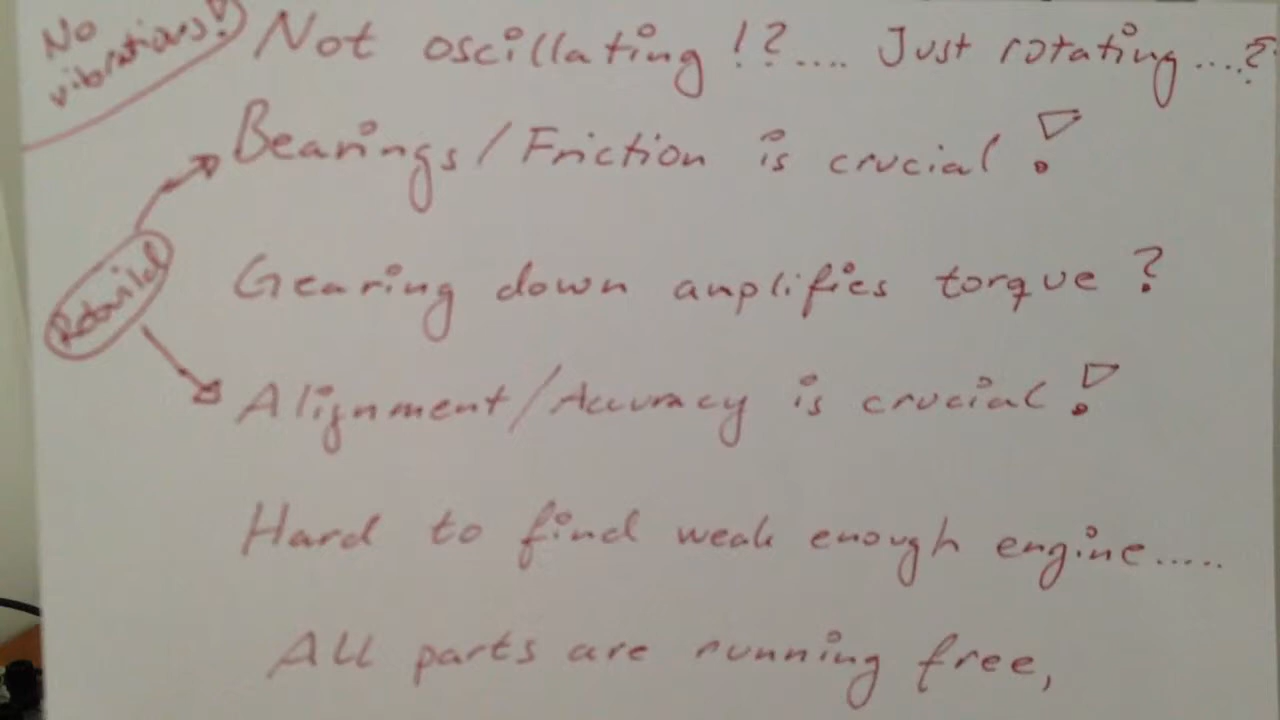 No
vibrations!
Not oscillating !?.... Just rotating....?
Bearings/Friction is crucial !
Rebuild
Gearing down amplifies torque ?
Alignment/Accuracy is crucial !
Hard to find weak enough engine.....
All parts are running free,